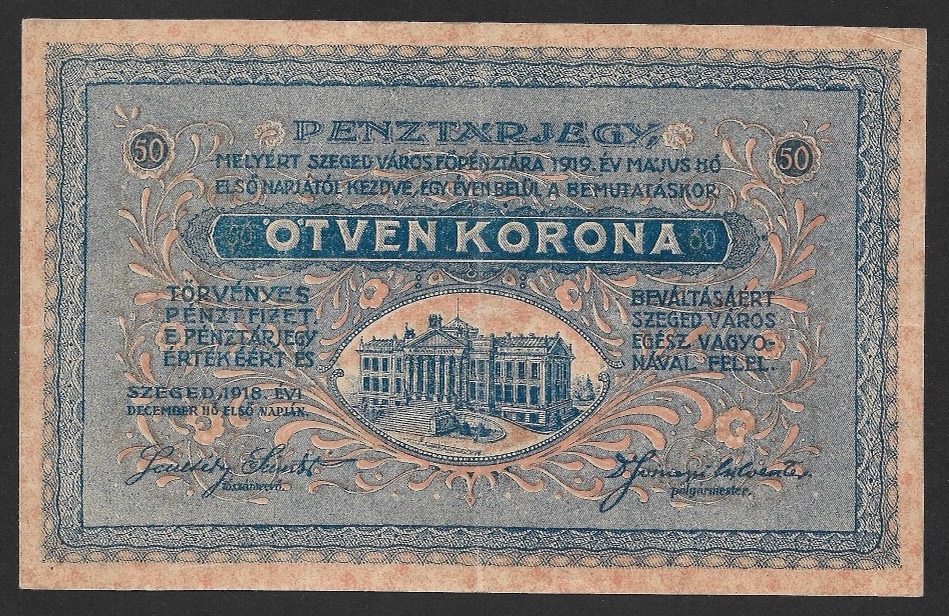 PENZTARJEGY,
50
50
MELYÉRT SZEGED VÁROS FŐPÉNZTÁRA 1919. ÉV MÁJUS HÓ
ELSŐ NAPJÁTÓL KEZDVE, EGY ÉVEN BELÜL A BEMUTATÁSKOR
50 ÖTVEN KORONA 50
TÖRVÉNYES
PÉNZT FIZET.
E PÉNZTÁRJEGY
ÉRTÉKÉÉRT ÉS
BEVÁLTÁSÁÉRT
SZEGED VÁROS
EGÉSZ VAGYO-
NÁVAL FELEL.
SZEGED, 1918. ÉVI
DECEMBER HÓ ELSŐ NAPJÁN.
főszámvevő.
polgármester.